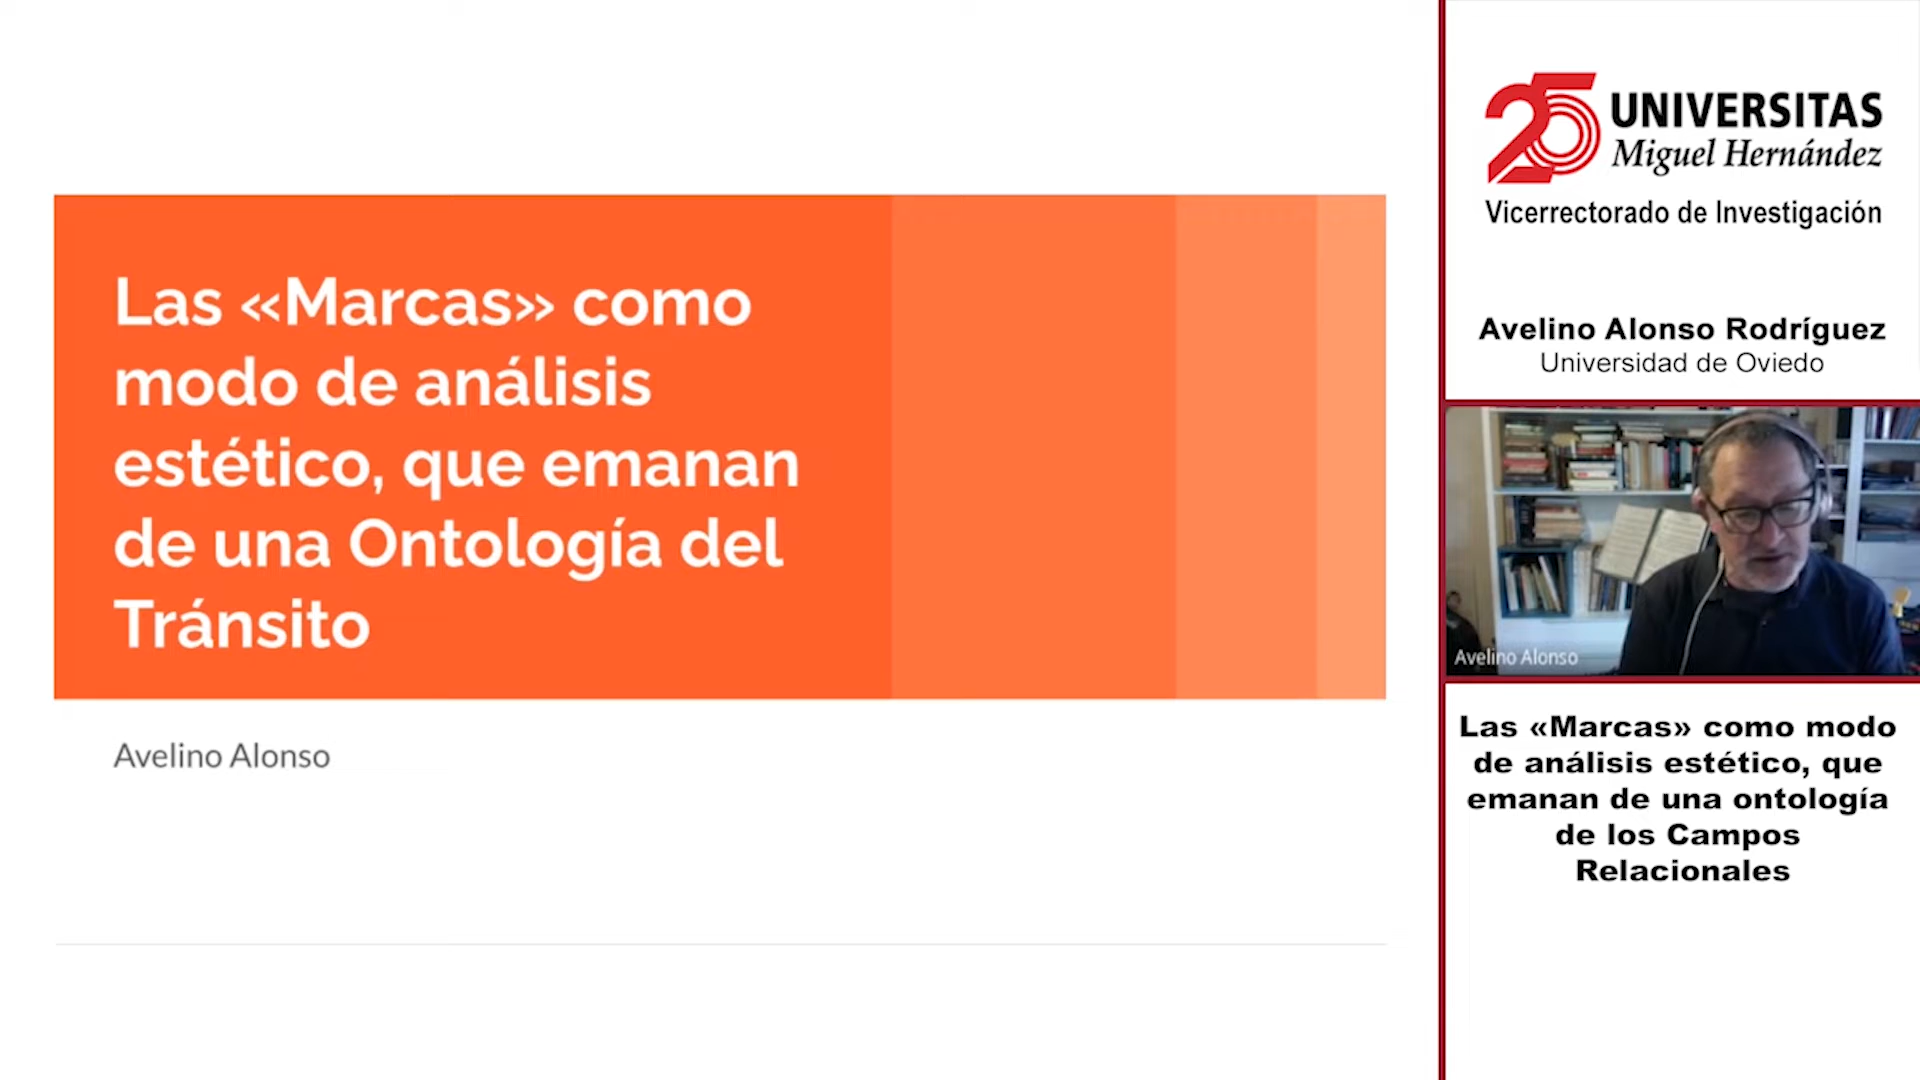 Las «Marcas» como
modo de análisis
estético, que emanan
de una Ontología del
Tránsito
Avelino Alonso
25 UNIVERSITAS
Miguel Hernández
Vicerrectorado de Investigación
Avelino Alonso Rodríguez
Universidad de Oviedo
Avelino Alonso
Las «Marcas» como modo
de análisis estético, que
emanan de una ontología
de los Campos
Relacionales